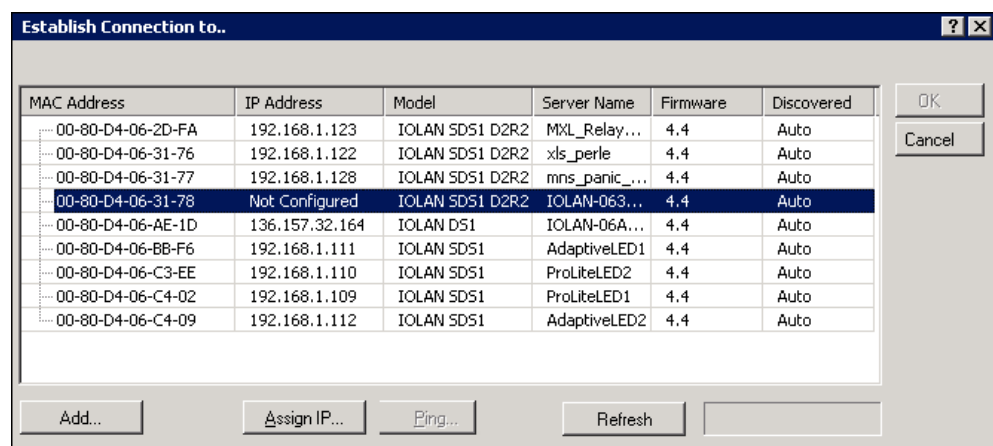 Establish Connection to..
MAC Address IP Address Model Server Name Firmware Discovered
00-80-D4-06-2D-FA 192.168.1.123 IOLAN SDS1 D2R2 MXL_Relay... 4.4 Auto
00-80-D4-06-31-76 192.168.1.122 IOLAN SDS1 D2R2 xls_perle 4.4 Auto
00-80-D4-06-31-77 192.168.1.128 IOLAN SDS1 D2R2 mns_panic_... 4.4 Auto
00-80-D4-06-31-78 Not Configured IOLAN SDS1 D2R2 IOLAN-063... 4.4 Auto
00-80-D4-06-AE-1D 136.157.32.164 IOLAN DS1 IOLAN-06A... 4.4 Auto
00-80-D4-06-BB-F6 192.168.1.111 IOLAN SDS1 AdaptiveLED1 4.4 Auto
00-80-D4-06-C3-EE 192.168.1.110 IOLAN SDS1 ProLiteLED2 4.4 Auto
00-80-D4-06-C4-02 192.168.1.109 IOLAN SDS1 ProLiteLED1 4.4 Auto
00-80-D4-06-C4-09 192.168.1.112 IOLAN SDS1 AdaptiveLED2 4.4 Auto
OK
Cancel
Add... Assign IP... Ping... Refresh